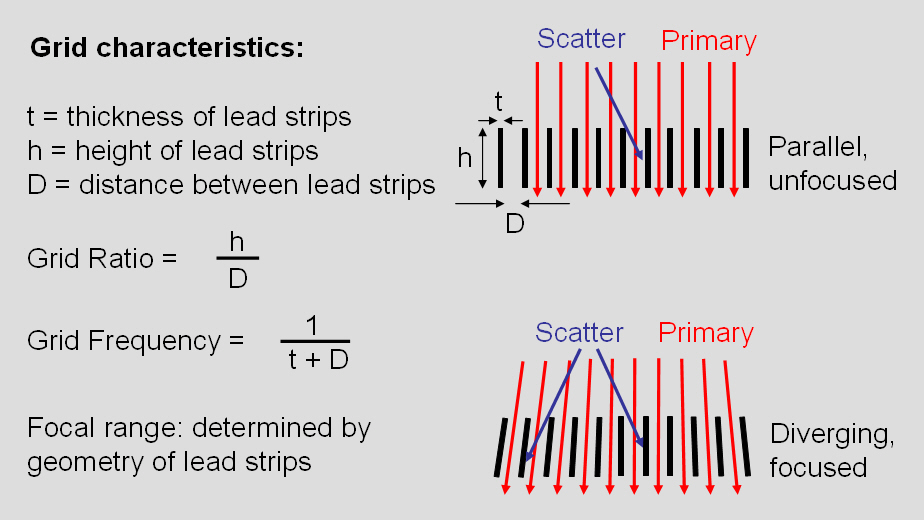 Grid characteristics:
t = thickness of lead strips
h = height of lead strips
D = distance between lead strips
Grid Ratio = h
D
Grid Frequency = 1
t + D
Focal range: determined by
geometry of lead strips
Scatter Primary
t
h
D
Parallel,
unfocused
Scatter Primary
Diverging,
focused